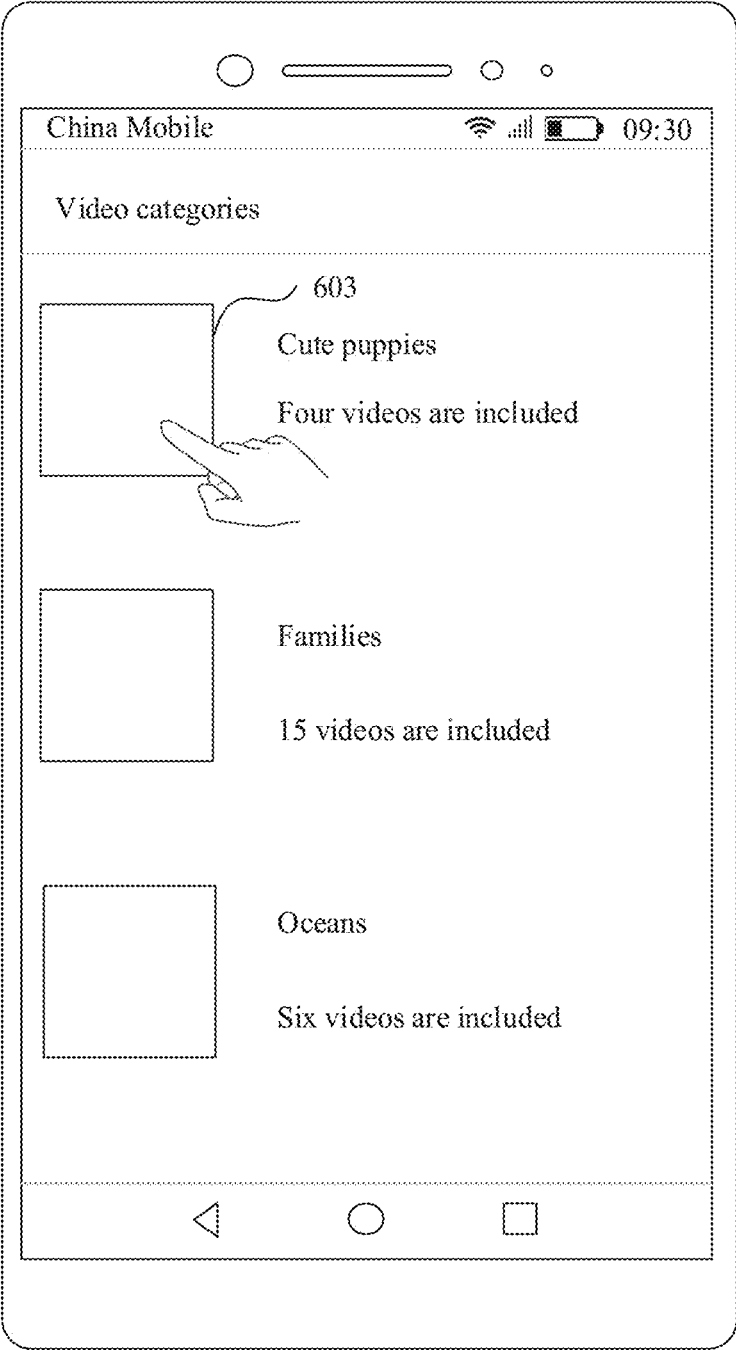 China Mobile 09:30
Video categories
603
Cute puppies
Four videos are included
Families
15 videos are included
Oceans
Six videos are included